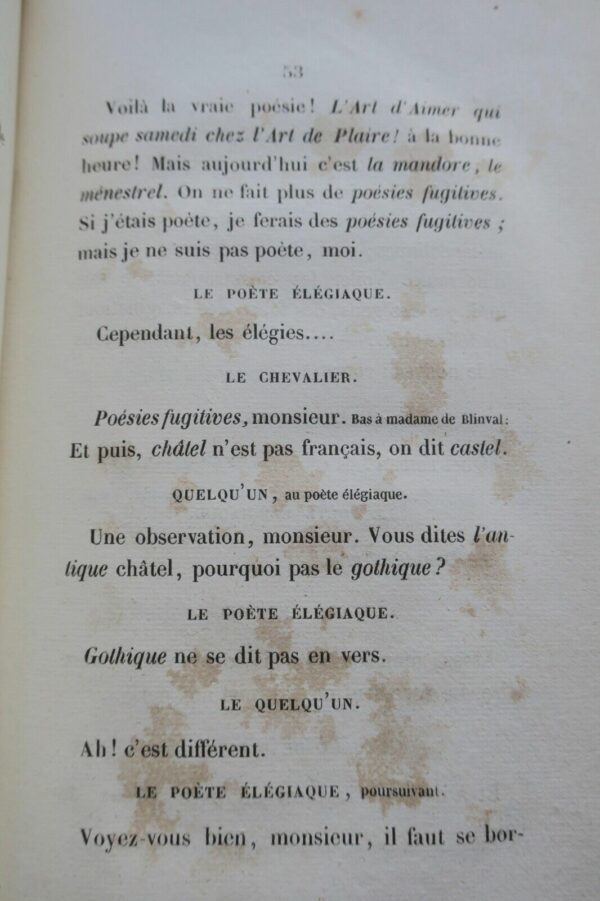 53
Voilà la vraie poésie! L'Art d'Aimer qui
soupe samedi chez l'Art de Plaire! à la bonne
heure! Mais aujourd'hui c'est la mandore, le
ménestrel. On ne fait plus de poésies fugitives.
Si j'étais poète, je ferais des poésies fugitives;
mais je ne suis pas poète, moi.
LE POÈTE ÉLÉGIAQUE.
Cependant, les élégies....
LE CHEVALIER.
Poésies fugitives, monsieur. Bas à madame de Blinval:
Et puis, châtel n'est pas français, on dit castel.
QUELQU'UN, au poète élégiaque.
Une observation, monsieur. Vous dites l'an-
tique châtel, pourquoi pas le gothique?
LE POÈTE ÉLÉGIAQUE.
Gothique ne se dit pas en vers.
LE QUELQU'UN.
Ah! c'est différent.
LE POÈTE ÉLÉGIAQUE, poursuivant.
Voyez-vous bien, monsieur, il faut se bor-